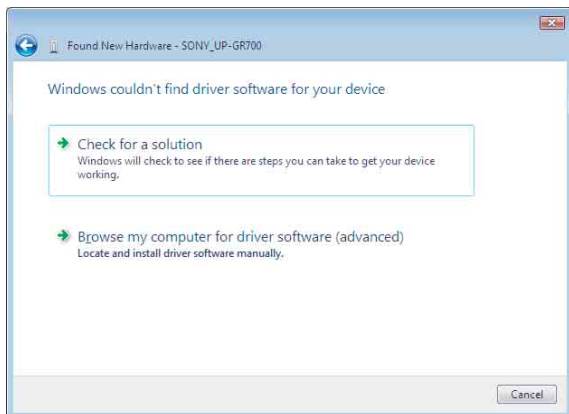 Found New Hardware - SONY_UP-GR700
Windows couldn't find driver software for your device
Check for a solution
Windows will check to see if there are steps you can take to get your device
working.
Browse my computer for driver software (advanced)
Locate and install driver software manually.
Cancel